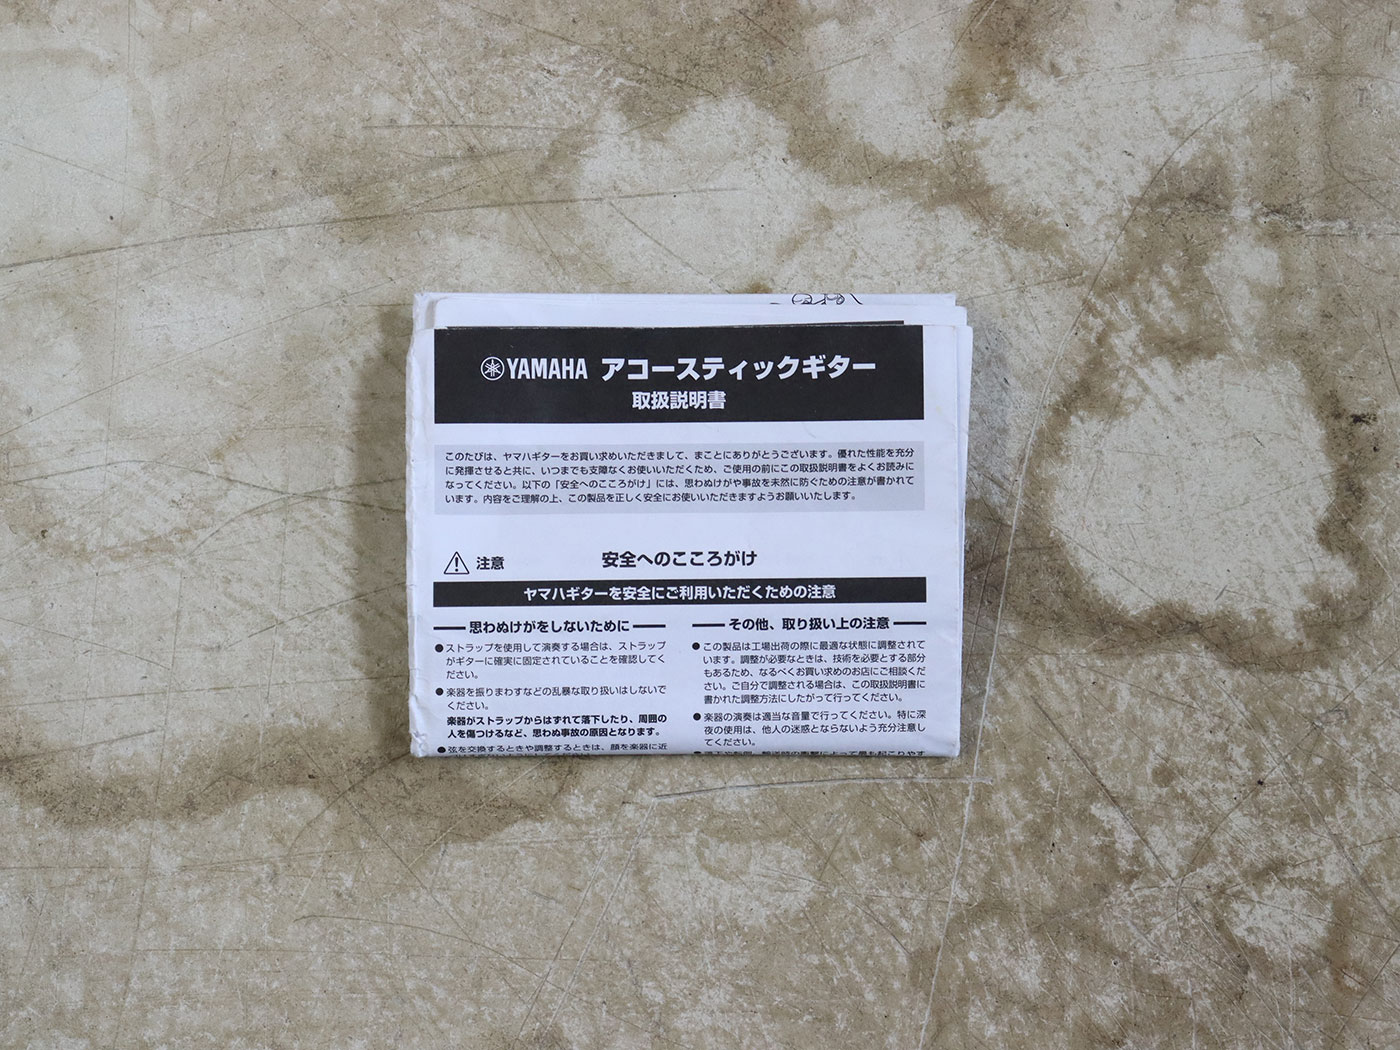 YAMAHA アコースティックギター
取扱説明書
このたびは、ヤマハギターをお買い求めいただきまして、まことにありがとうございます。優れた性能を充分
に発揮させると共に、いつまでも支障なくお使いいただくため、ご使用の前にこの取扱説明書をよくお読みに
なってください。以下の「安全へのこころがけ」には、思わぬけがや事故を未然に防ぐための注意が書かれて
います。内容をご理解の上、この製品を正しく安全にお使いいただきますようお願いいたします。
注意 安全へのこころがけ
ヤマハギターを安全にご利用いただくための注意
思わぬけがをしないために
●ストラップを使用して演奏する場合は、ストラップ
がギターに確実に固定されていることを確認してく
ださい。
●楽器を振りまわすなどの乱暴な取り扱いはしないで
ください。
楽器がストラップからはずれて落下したり、周囲の
人を傷つけるなど、思わぬ事故の原因となります。
●弦を交換するときや調整するときは、顔を楽器に近
その他、取り扱い上の注意
●この製品は工場出荷の際に最適な状態に調整されて
います。調整が必要なときは、技術を必要とする部分
もあるため、なるべくお買い求めのお店にご相談くだ
さい。ご自分で調整される場合は、この取扱説明書に
書かれた調整方法にしたがって行ってください。
●楽器の演奏は適当な音量で行ってください。特に深
夜の使用は、他人の迷惑とならないよう充分注意し
てください。